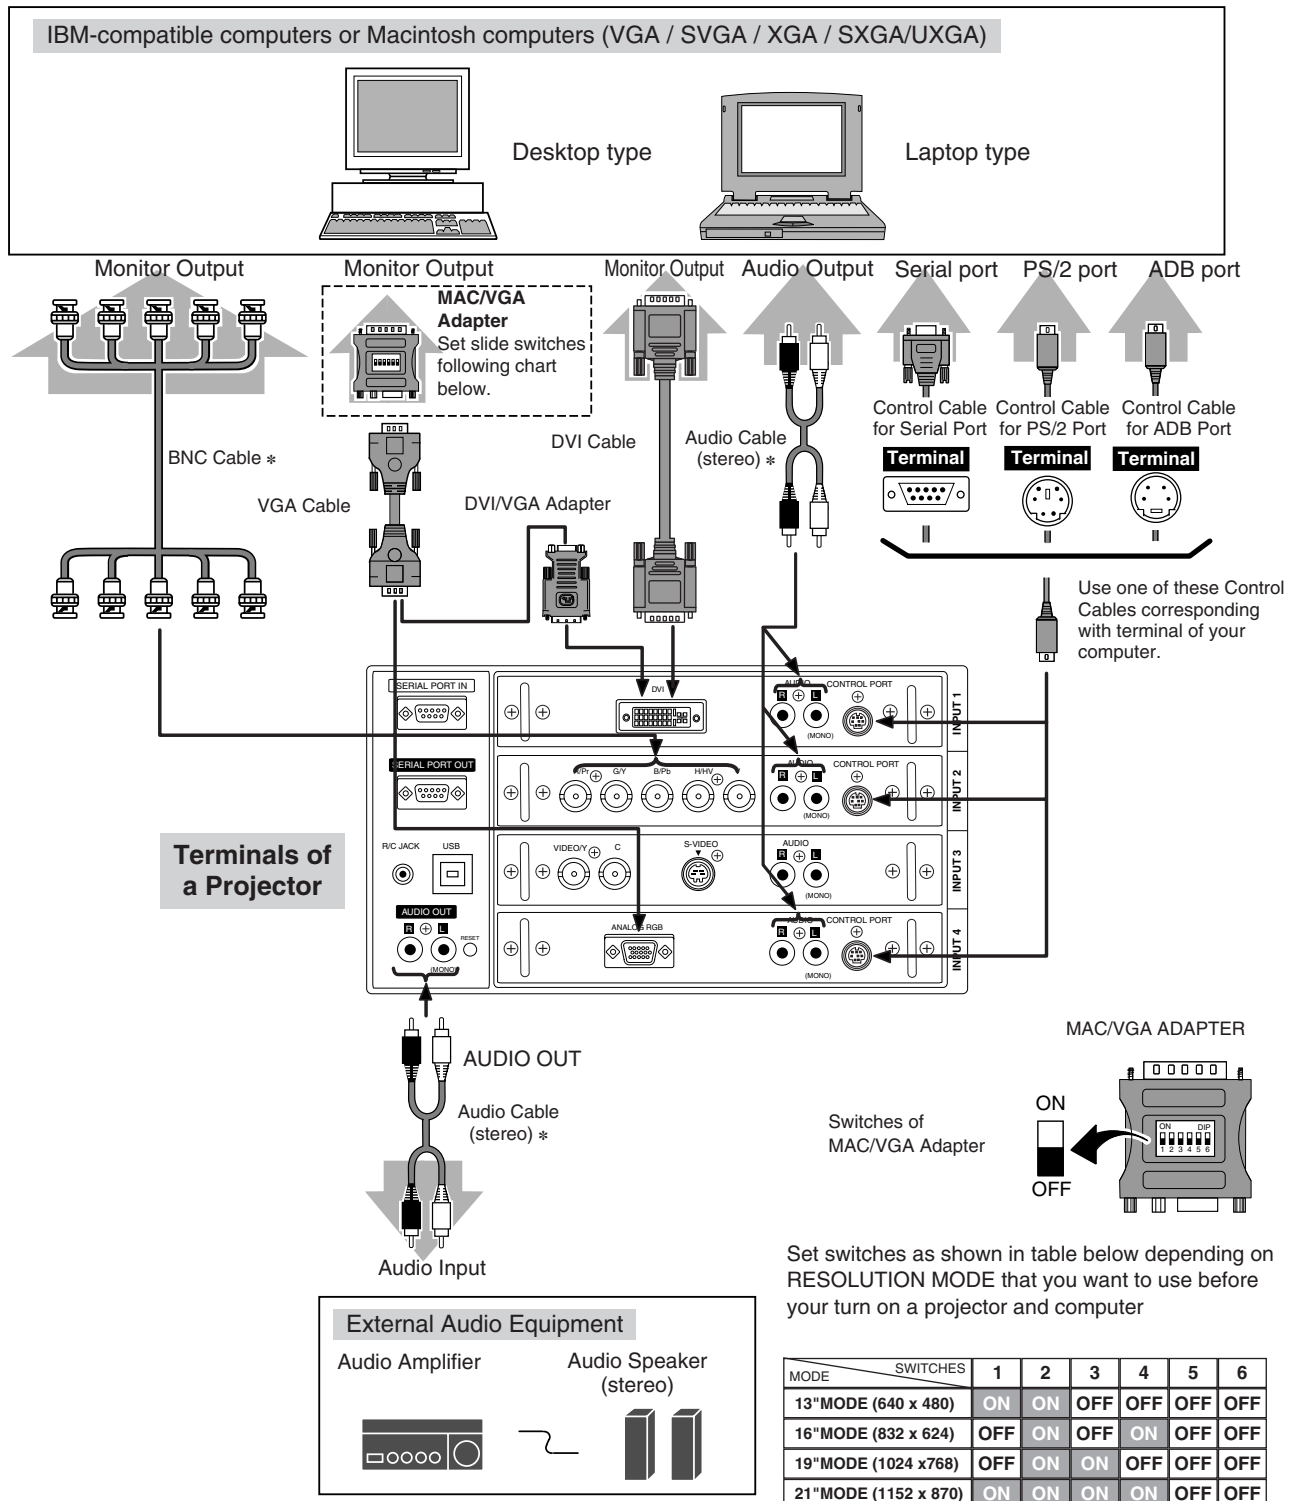 IBM-compatible computers or Macintosh computers (VGA / SVGA / XGA / SXGA/UXGA)
Desktop type
Laptop type
Monitor Output
Monitor Output
Monitor Output
Audio Output
Serial port
PS/2 port
ADB port
MAC/VGA
Adapter
Set slide switches
following chart
below.
BNC Cable *
VGA Cable
DVI/VGA Adapter
DVI Cable
Audio Cable
(stereo) *
Control Cable
for Serial Port
Terminal
Control Cable
for PS/2 Port
Terminal
Control Cable
for ADB Port
Terminal
Use one of these Control
Cables corresponding
with terminal of your
computer.
Terminals of
a Projector
SERIAL PORT IN
SERIAL PORT OUT
R/C JACK
USB
AUDIO OUT
R
L
RESET
(MONO)
DVI
AUDIO
R
L
(MONO)
CONTROL PORT
INPUT 1
G/Y
B/Pb
H/HV
AUDIO
R
L
(MONO)
CONTROL PORT
INPUT 2
VIDEO/Y
C
S-VIDEO
AUDIO
R
L
(MONO)
INPUT 3
ANALOG RGB
AUDIO
R
L
(MONO)
CONTROL PORT
INPUT 4
AUDIO OUT
Audio Cable
(stereo) *
Audio Input
External Audio Equipment
Audio Amplifier
Audio Speaker
(stereo)
MAC/VGA ADAPTER
Switches of
MAC/VGA Adapter
ON
OFF
ON DIP
1 2 3 4 5 6
Set switches as shown in table below depending on
RESOLUTION MODE that you want to use before
your turn on a projector and computer
MODE SWITCHES 1 2 3 4 5 6
13"MODE (640 x 480) ON ON OFF OFF OFF OFF
16"MODE (832 x 624) OFF ON OFF ON OFF OFF
19"MODE (1024 x768) OFF ON ON OFF OFF OFF
21"MODE (1152 x 870) ON ON ON ON OFF OFF